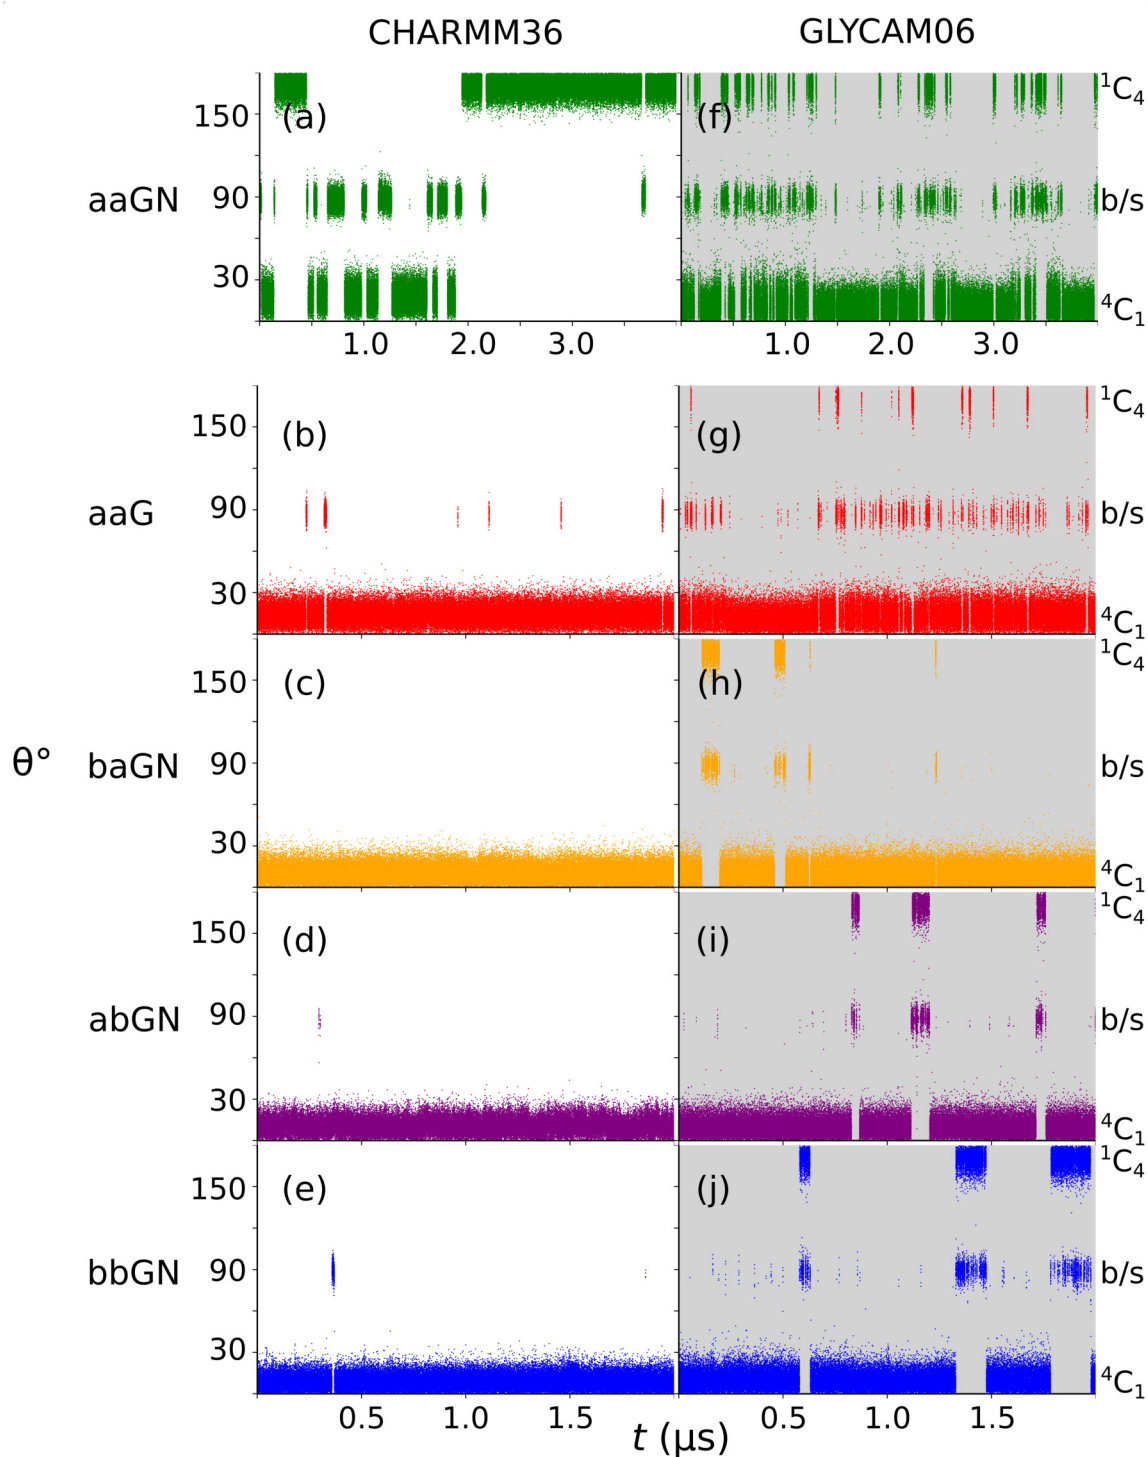 CHARMM36 GLYCAM06
aaGN 150 90 30 (a) (f) ¹C₄ b/s ⁴C₁
1.0 2.0 3.0 1.0 2.0 3.0
aaG 150 90 30 (b) (g) ¹C₄ b/s ⁴C₁
θ° baGN 150 90 30 (c) (h) ¹C₄ b/s ⁴C₁
abGN 150 90 30 (d) (i) ¹C₄ b/s ⁴C₁
bbGN 150 90 30 (e) (j) ¹C₄ b/s ⁴C₁
0.5 1.0 1.5 0.5 1.0 1.5
t (μs)